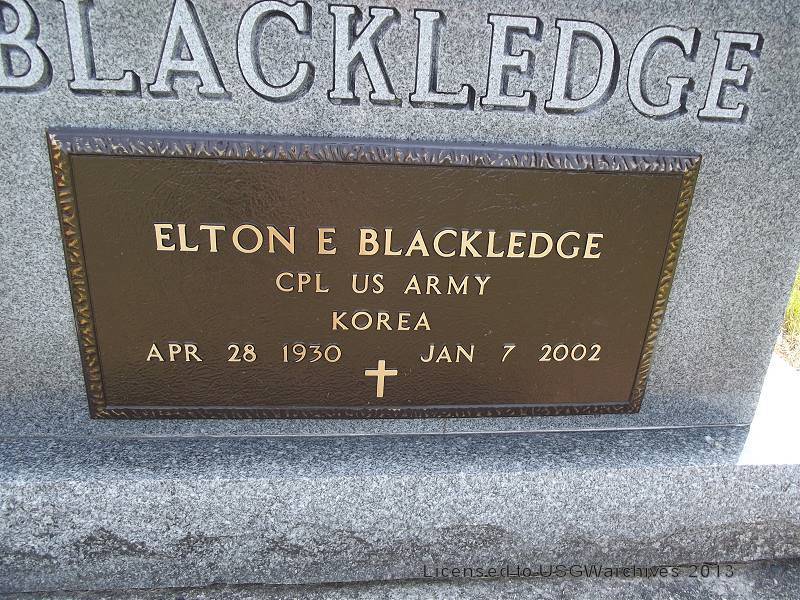 BLACKLEDGE
ELTON E BLACKLEDGE
CPL US ARMY
KOREA
APR 28 1930 JAN 7 2002
Licensed to USGWarchives 2013